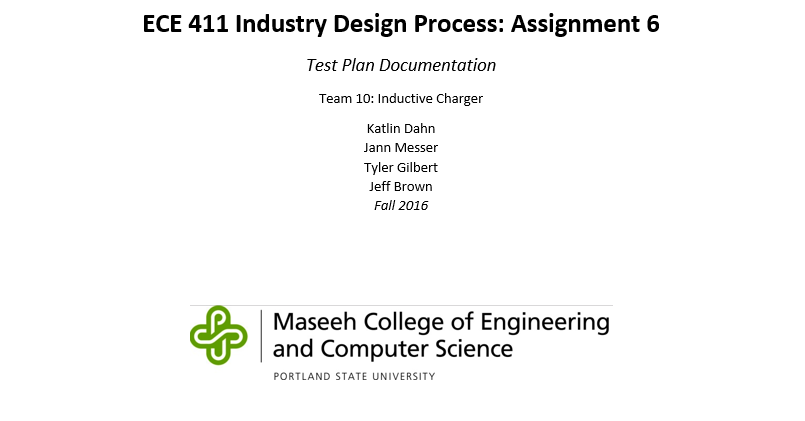 ECE 411 Industry Design Process: Assignment 6
Test Plan Documentation
Team 10: Inductive Charger
Katlin Dahn
Jann Messer
Tyler Gilbert
Jeff Brown
Fall 2016
Maseeh College of Engineering
and Computer Science
PORTLAND STATE UNIVERSITY